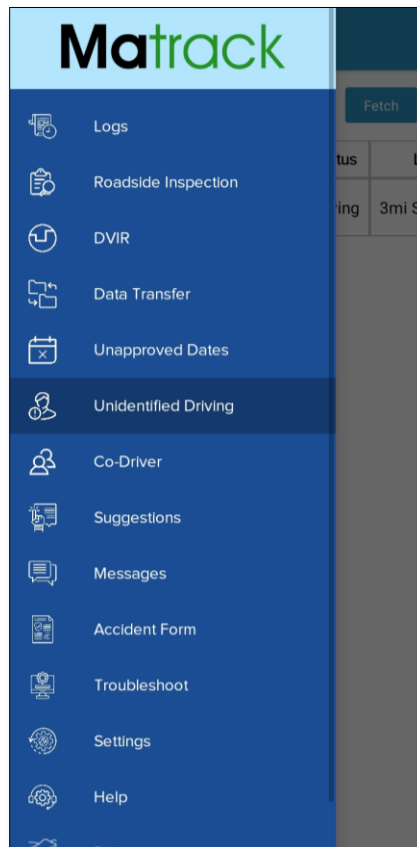 Matrack
Fetch
Logs
tus
Roadside Inspection
ing 3mi S
DVIR
Data Transfer
Unapproved Dates
Unidentified Driving
Co-Driver
Suggestions
Messages
Accident Form
Troubleshoot
Settings
Help